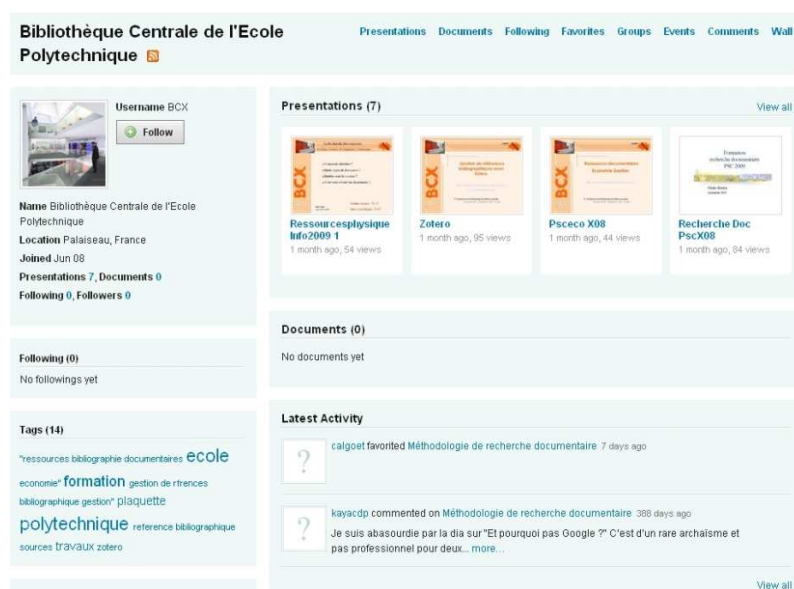 Bibliothèque Centrale de l'Ecole
Polytechnique
Presentations Documents Following Favorites Groups Events Comments Wall
Username BCX
Follow
Name Bibliothèque Centrale de l'Ecole
Polytechnique
Location Palaiseau, France
Joined Jun 08
Presentations 7, Documents 0
Following 0, Followers 0
Following (0)
No followings yet
Tags (14)
"ressources bibliographie documentaires ecole
economie" formation gestion de rfrences
bibliographique gestion" plaquette
polytechnique reference bibliographique
sources travaux zotero
Presentations (7)
View all
BCX
Ressourcesphysique
Info2009 1
1 month ago, 54 views
BCX
Zotero
1 month ago, 95 views
BCX
Psceco X08
1 month ago, 44 views
Recherche Doc
PscX08
1 month ago, 84 views
Documents (0)
No documents yet
Latest Activity
?
calgoet favorited Méthodologie de recherche documentaire 7 days ago
?
kayacdp commented on Méthodologie de recherche documentaire 388 days ago
Je suis abasourdie par la dia sur "Et pourquoi pas Google ?" C'est d'un rare archaïsme et
pas professionnel pour deux... more...
View all